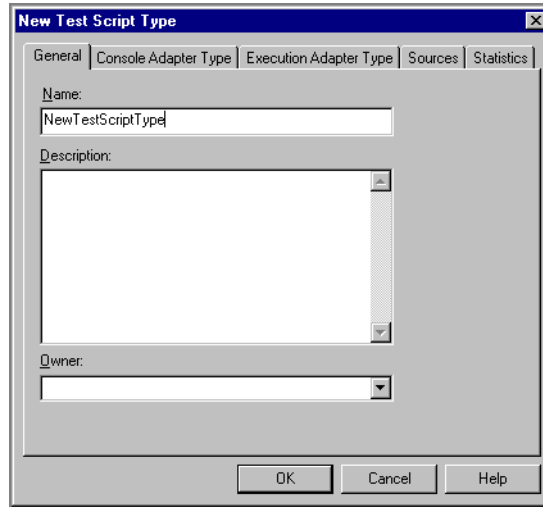 New Test Script Type
General Console Adapter Type Execution Adapter Type Sources Statistics
Name:
NewTestScriptType
Description:
Owner:
OK Cancel Help